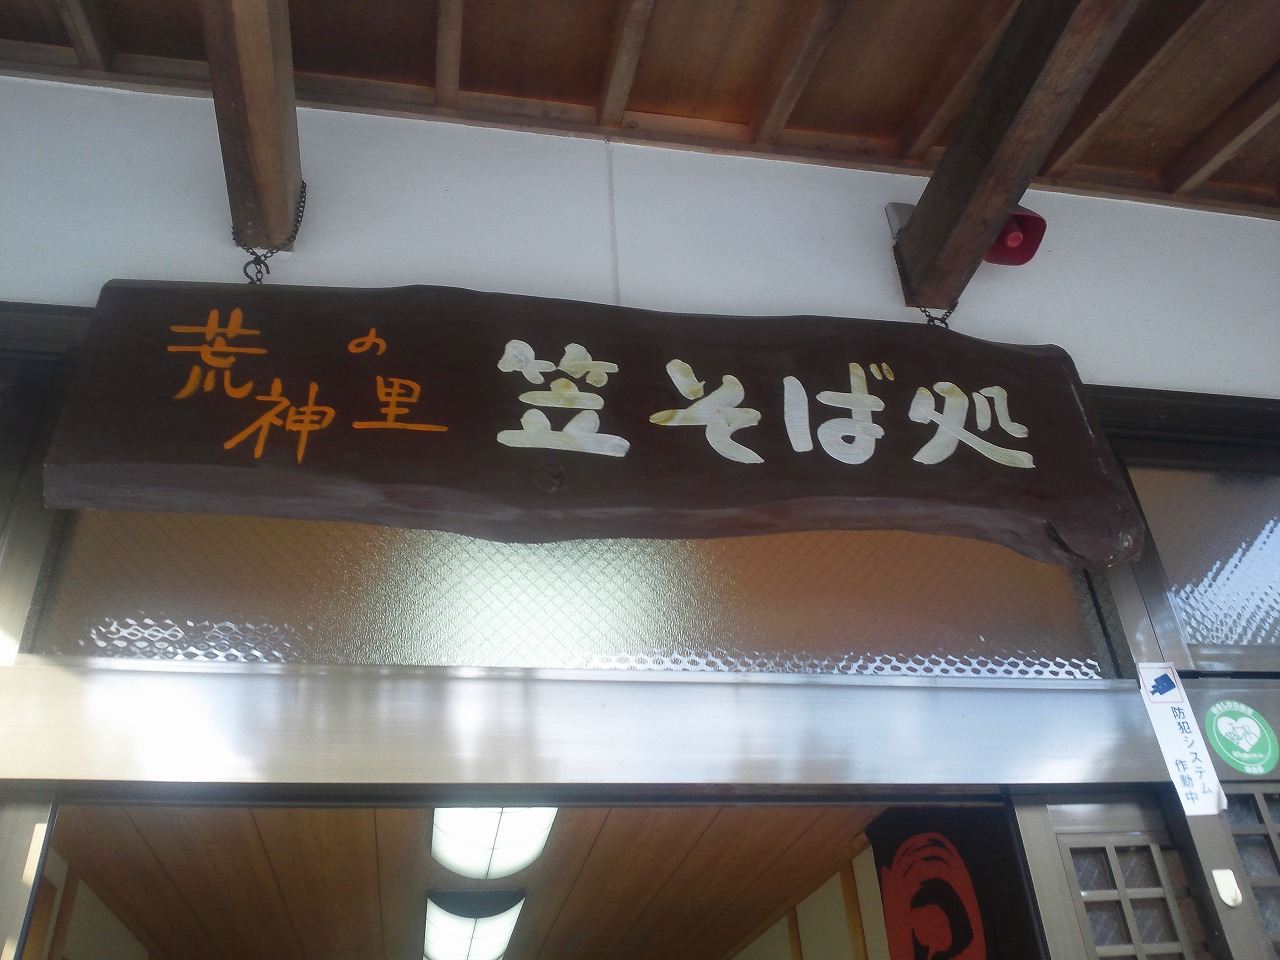 荒神の里
笠そば処
防犯システム
作動中